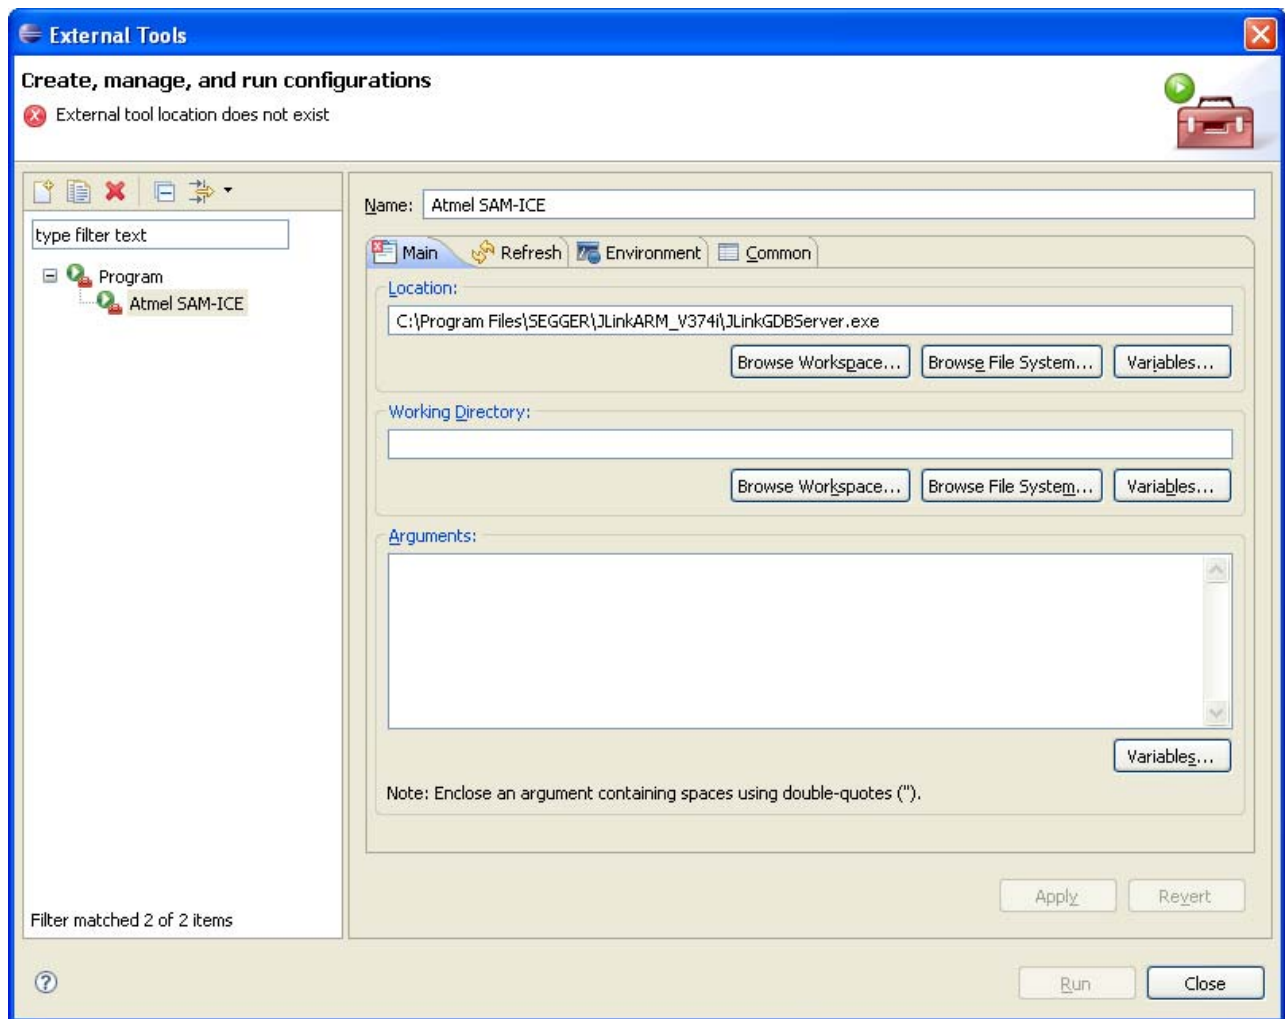 External Tools
Create, manage, and run configurations
External tool location does not exist
type filter text
Program
Atmel SAM-ICE
Filter matched 2 of 2 items
Name: Atmel SAM-ICE
Main Refresh Environment Common
Location:
C:\Program Files\SEGGER\JLinkARM_V374i\JLinkGDBServer.exe
Browse Workspace... Browse File System... Variables...
Working Directory:
Browse Workspace... Browse File System... Variables...
Arguments:
Variables...
Note: Enclose an argument containing spaces using double-quotes (").
Apply Revert
Run Close